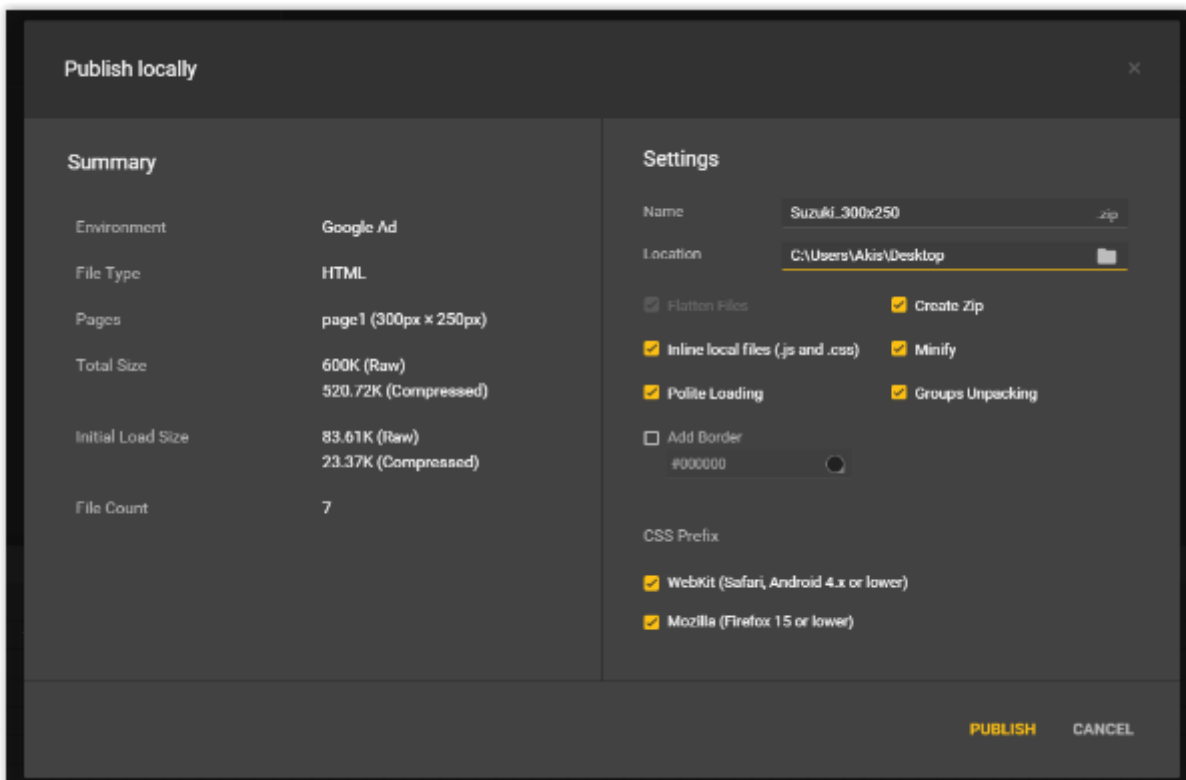 Publish locally
×
Summary
Environment Google Ad
File Type HTML
Pages page1 (300px × 250px)
Total Size 600K (Raw)
520.72K (Compressed)
Initial Load Size 83.61K (Raw)
23.37K (Compressed)
File Count 7
Settings
Name Suzuki_300x250 .zip
Location C:\Users\Akis\Desktop
Flatten Files Create Zip
Inline local files (.js and .css) Minify
Polite Loading Groups Unpacking
Add Border
#000000
CSS Prefix
WebKit (Safari, Android 4.x or lower)
Mozilla (Firefox 15 or lower)
PUBLISH CANCEL